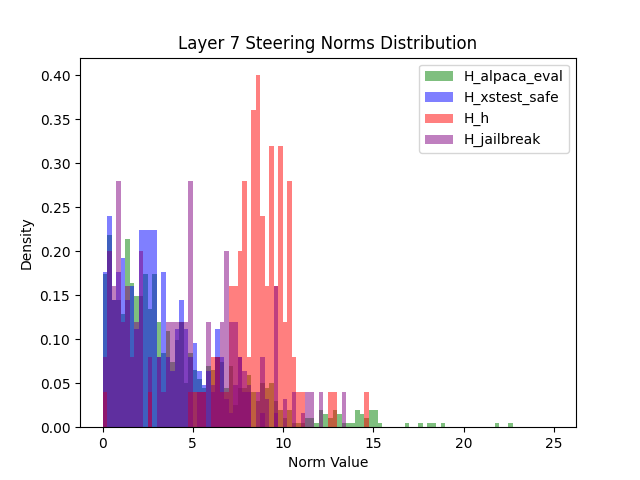 Layer 7 Steering Norms Distribution
H_alpaca_eval
H_xstest_safe
H_h
H_jailbreak
0.40
0.35
0.30
0.25
0.20
0.15
0.10
0.05
0.00
Density
0 5 10 15 20 25
Norm Value